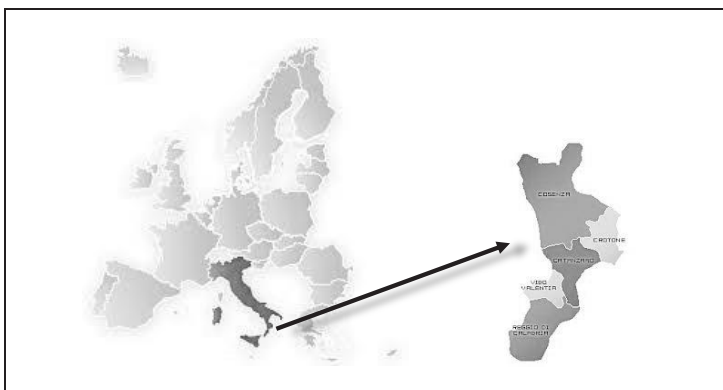 COSENZA
CROTONE
CATANZARO
VIBO
VALENTIA
REGGIO DI
CALABRIA